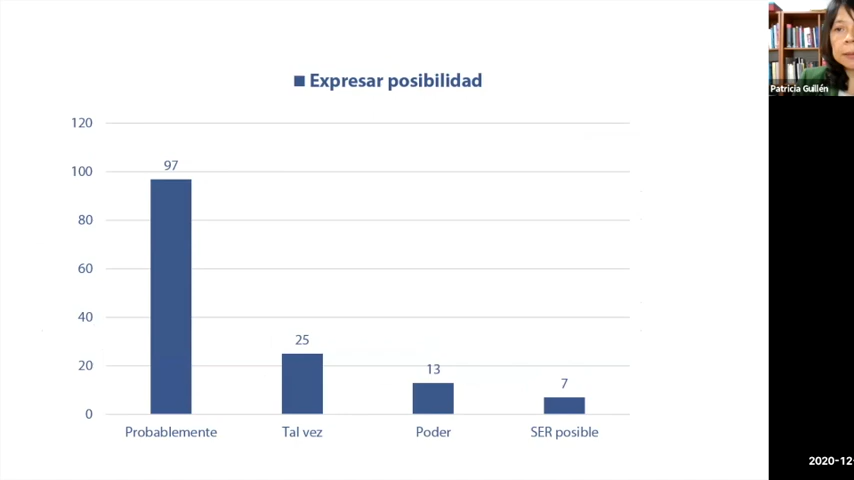 Expresar posibilidad
120
100
80
60
40
20
0
97
25
13
7
Probablemente
Tal vez
Poder
SER posible
Patricia Guillén
2020-12-